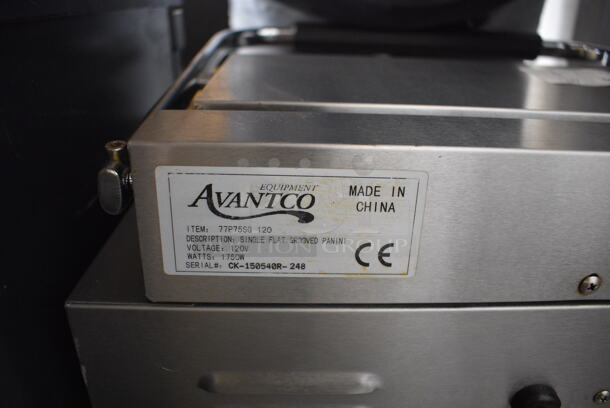 EQUIPMENT
AVANTCO
MADE IN
CHINA
ITEM: 77P75SG 120
DESCRIPTION: SINGLE FLAT GROOVED PANINI
VOLTAGE: 120V
WATTS: 1750W
SERIAL#: CK-150540R-248
CE